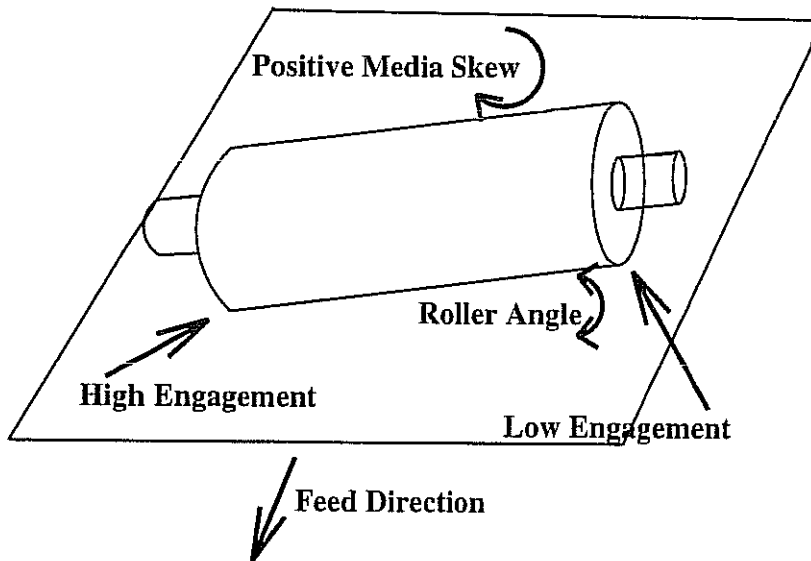 Positive Media Skew
Roller Angle
High Engagement
Low Engagement
Feed Direction